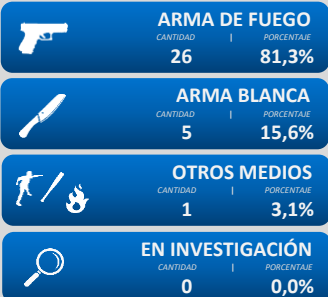 ARMA DE FUEGO
CANTIDAD | PORCENTAJE
26 81,3%
ARMA BLANCA
CANTIDAD | PORCENTAJE
5 15,6%
OTROS MEDIOS
CANTIDAD | PORCENTAJE
1 3,1%
EN INVESTIGACIÓN
CANTIDAD | PORCENTAJE
0 0,0%